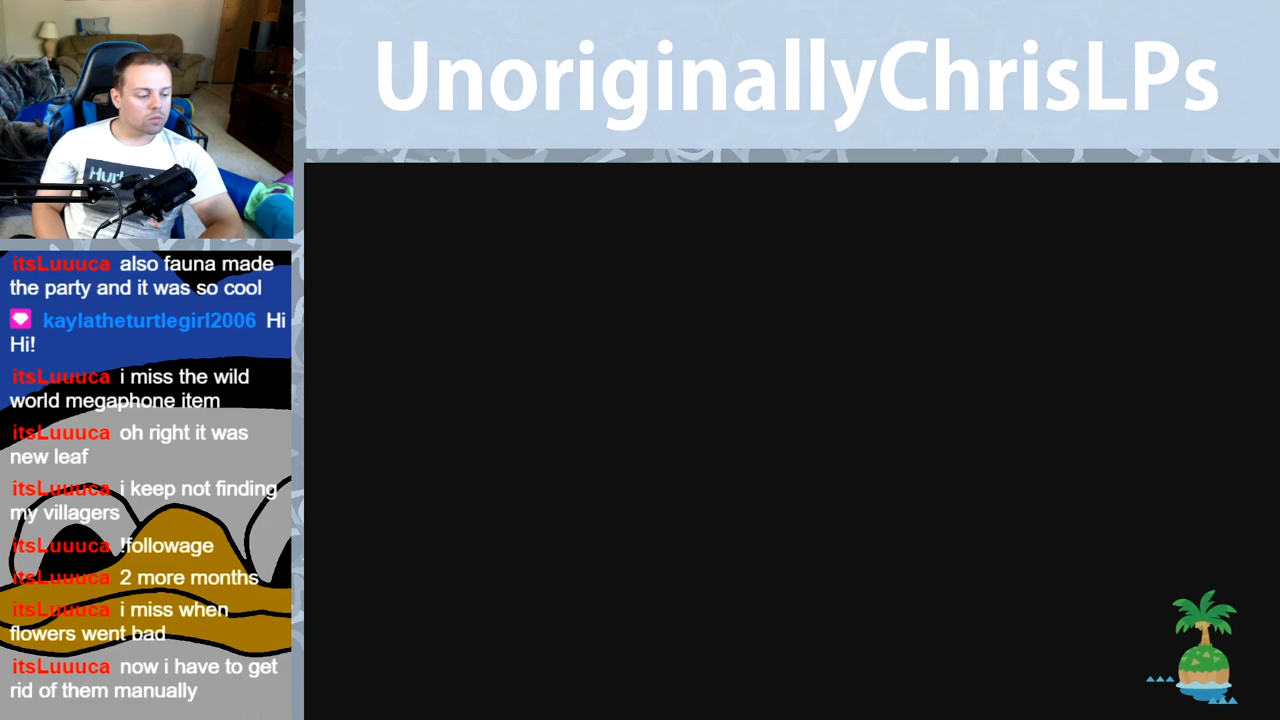 UnoriginallyChrisLPs
itsLuuuca also fauna made
the party and it was so cool
kaylatheturtlegirl2006 Hi
Hi!
itsLuuuca i miss the wild
world megaphone item
itsLuuuca oh right it was
new leaf
itsLuuuca i keep not finding
my villagers
itsLuuuca !followage
itsLuuuca 2 more months
itsLuuuca i miss when
flowers went bad
itsLuuuca now i have to get
rid of them manually